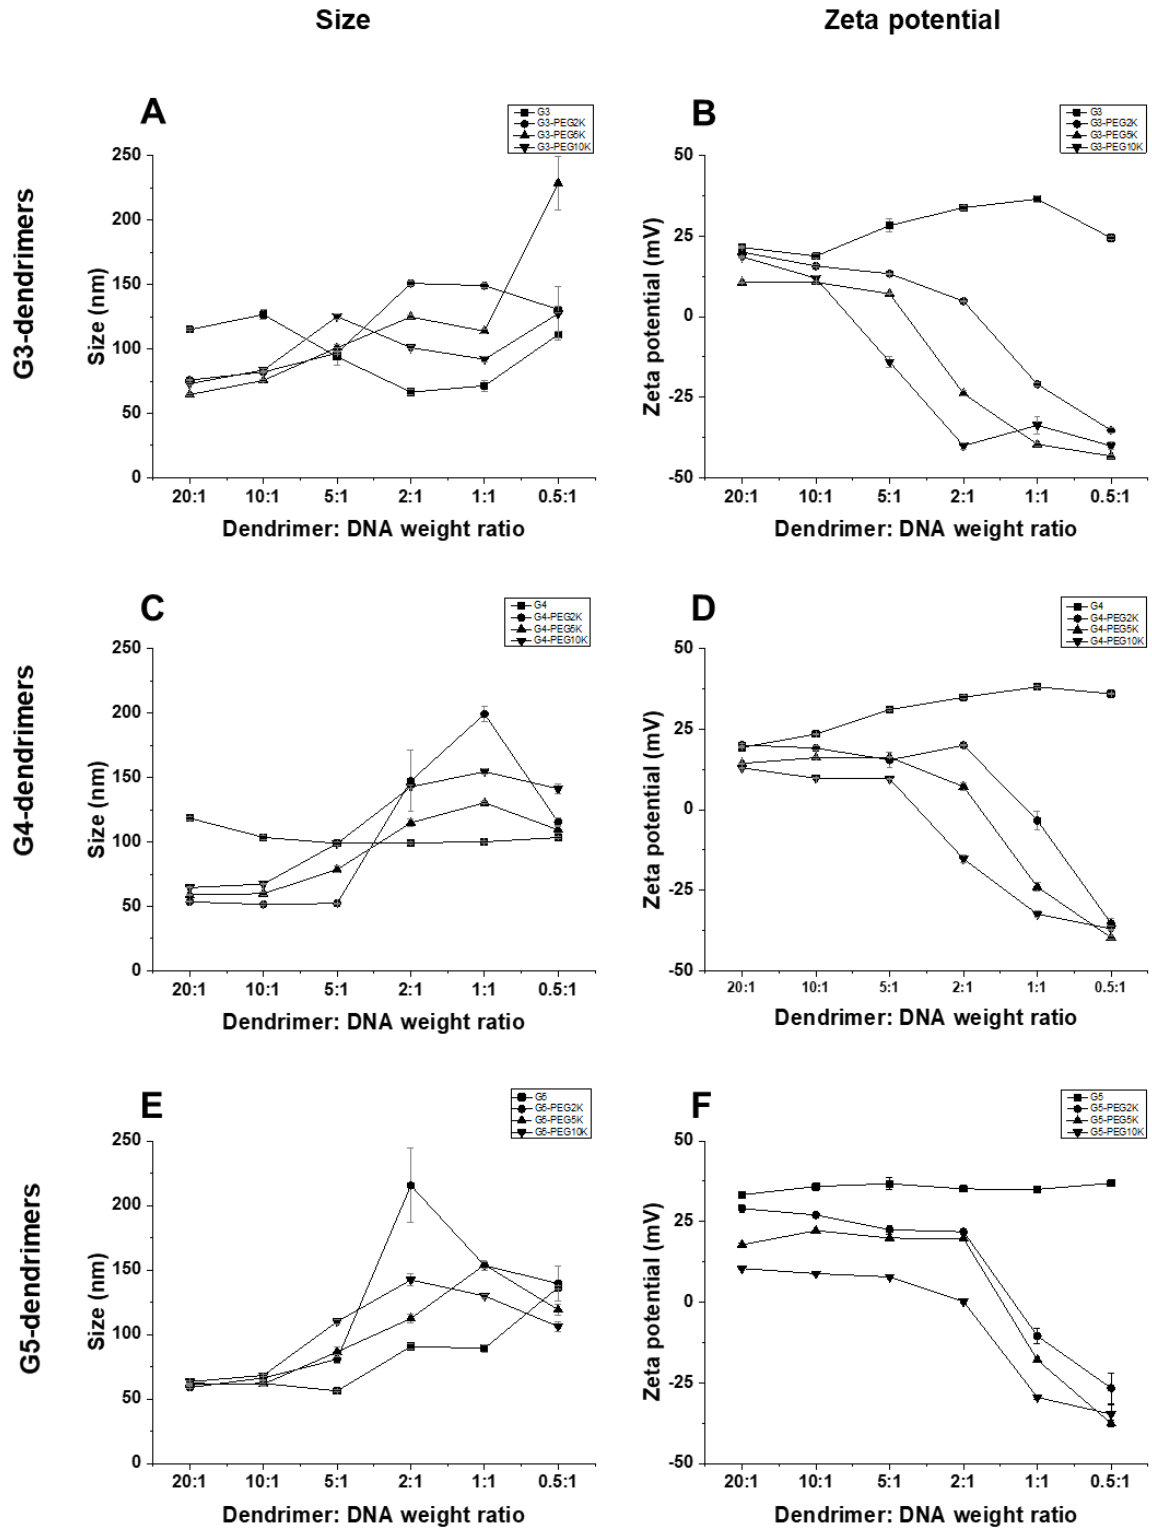 Size
Zeta potential
G3-dendrimers
A
G3
G3-PEG2K
G3-PEG5K
G3-PEG10K
250
200
150
100
50
0
Size (nm)
20:1 10:1 5:1 2:1 1:1 0.5:1
Dendrimer: DNA weight ratio
B
G3
G3-PEG2K
G3-PEG5K
G3-PEG10K
50
25
0
-25
-50
Zeta potential (mV)
20:1 10:1 5:1 2:1 1:1 0.5:1
Dendrimer: DNA weight ratio
G4-dendrimers
C
G4
G4-PEG2K
G4-PEG5K
G4-PEG10K
250
200
150
100
50
0
Size (nm)
20:1 10:1 5:1 2:1 1:1 0.5:1
Dendrimer: DNA weight ratio
D
G4
G4-PEG2K
G4-PEG5K
G4-PEG10K
50
25
0
-25
-50
Zeta potential (mV)
20:1 10:1 5:1 2:1 1:1 0.5:1
Dendrimer: DNA weight ratio
G5-dendrimers
E
G5
G5-PEG2K
G5-PEG5K
G5-PEG10K
250
200
150
100
50
0
Size (nm)
20:1 10:1 5:1 2:1 1:1 0.5:1
Dendrimer: DNA weight ratio
F
G5
G5-PEG2K
G5-PEG5K
G5-PEG10K
50
25
0
-25
-50
Zeta potential (mV)
20:1 10:1 5:1 2:1 1:1 0.5:1
Dendrimer: DNA weight ratio